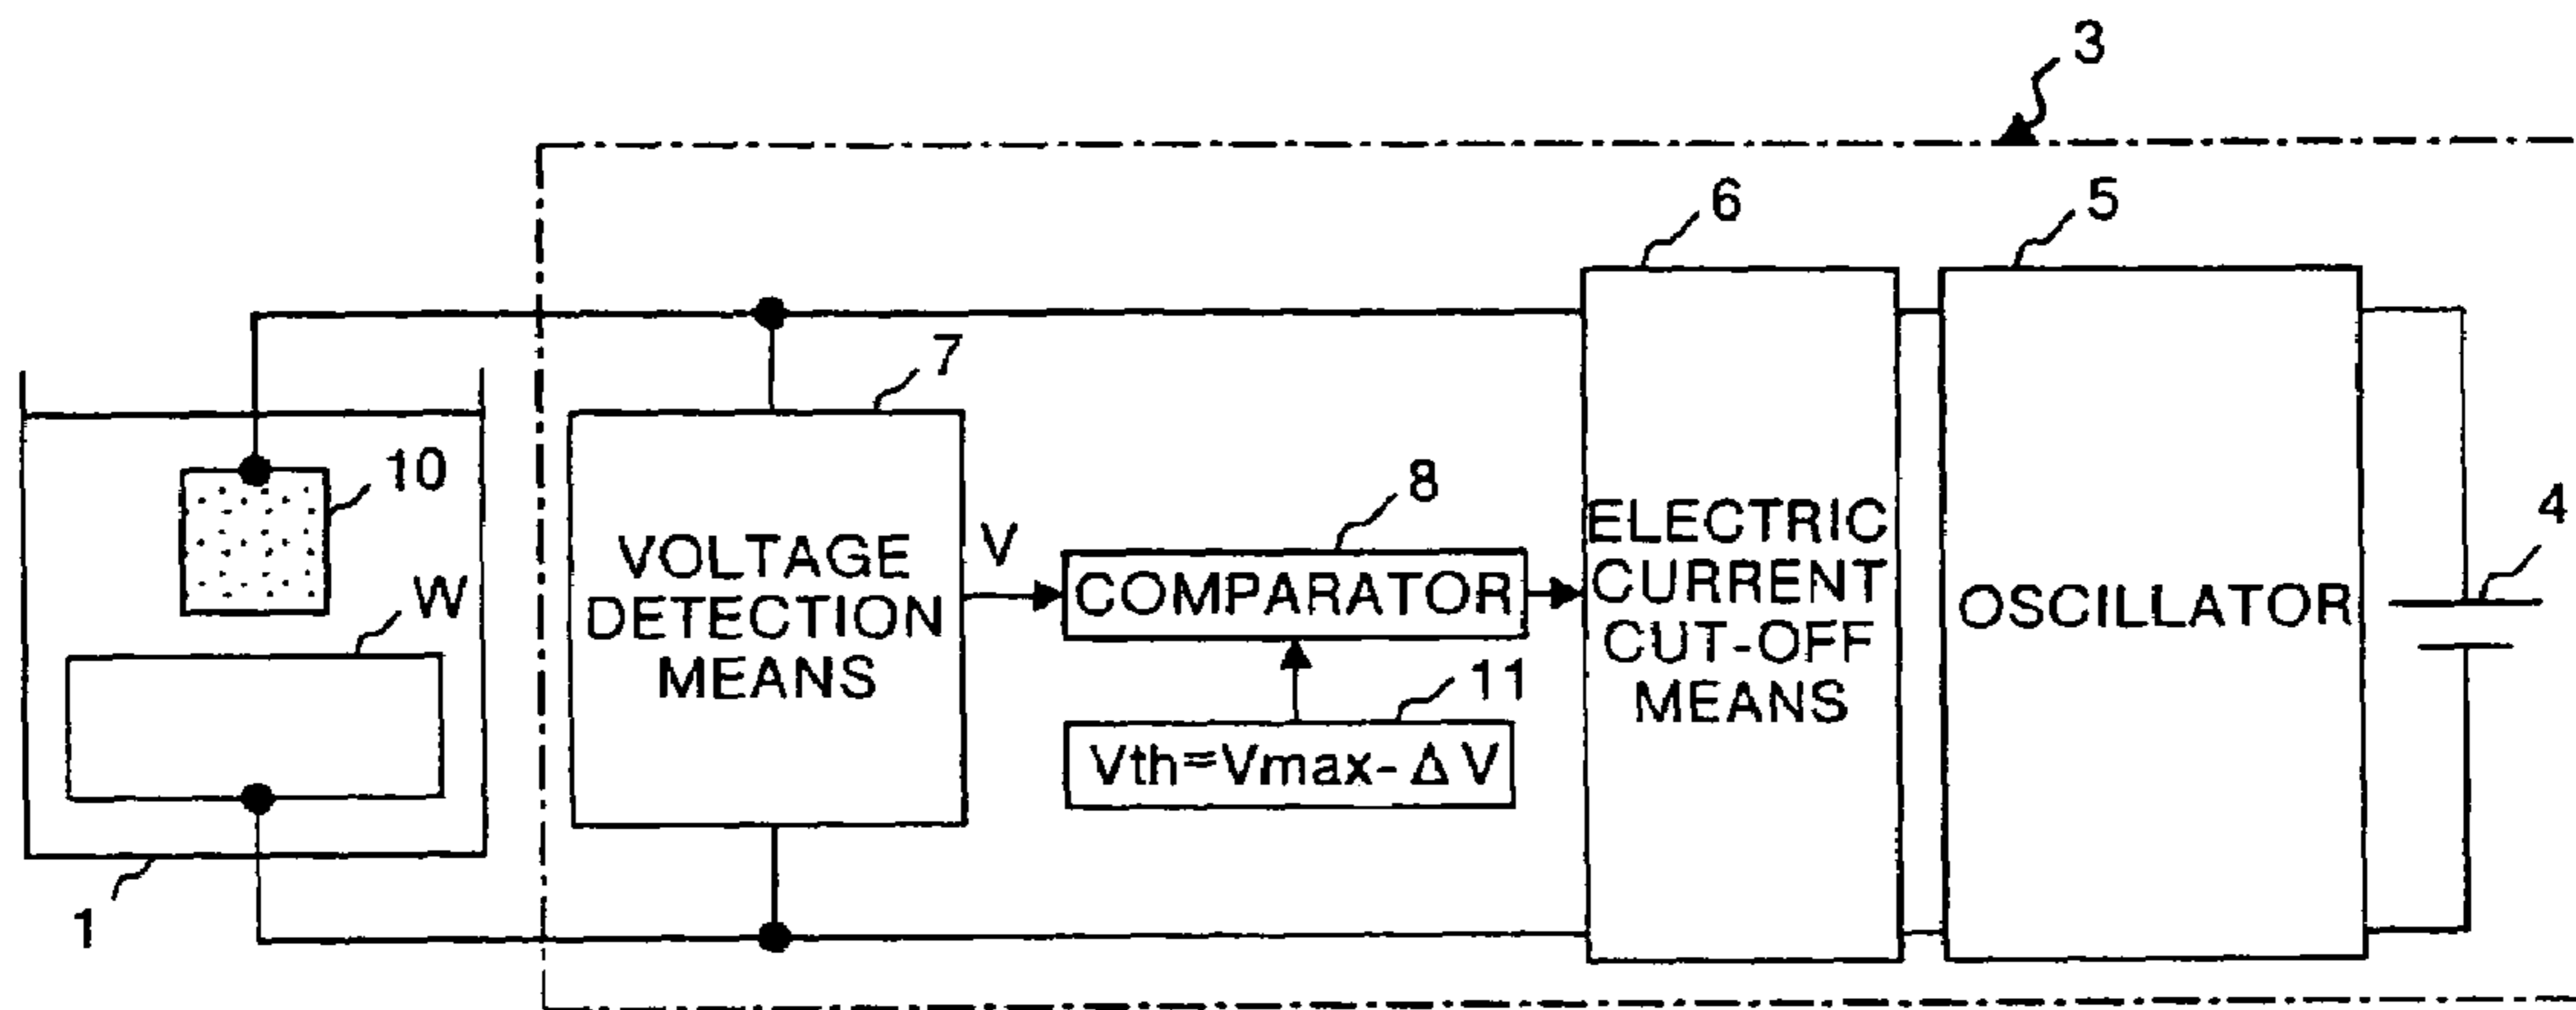 3
6
5
7
10
8
4
V
VOLTAGE
DETECTION
MEANS
COMPARATOR
ELECTRIC
CURRENT
CUT-OFF
MEANS
OSCILLATOR
W
11
Vth=Vmax-ΔV
1